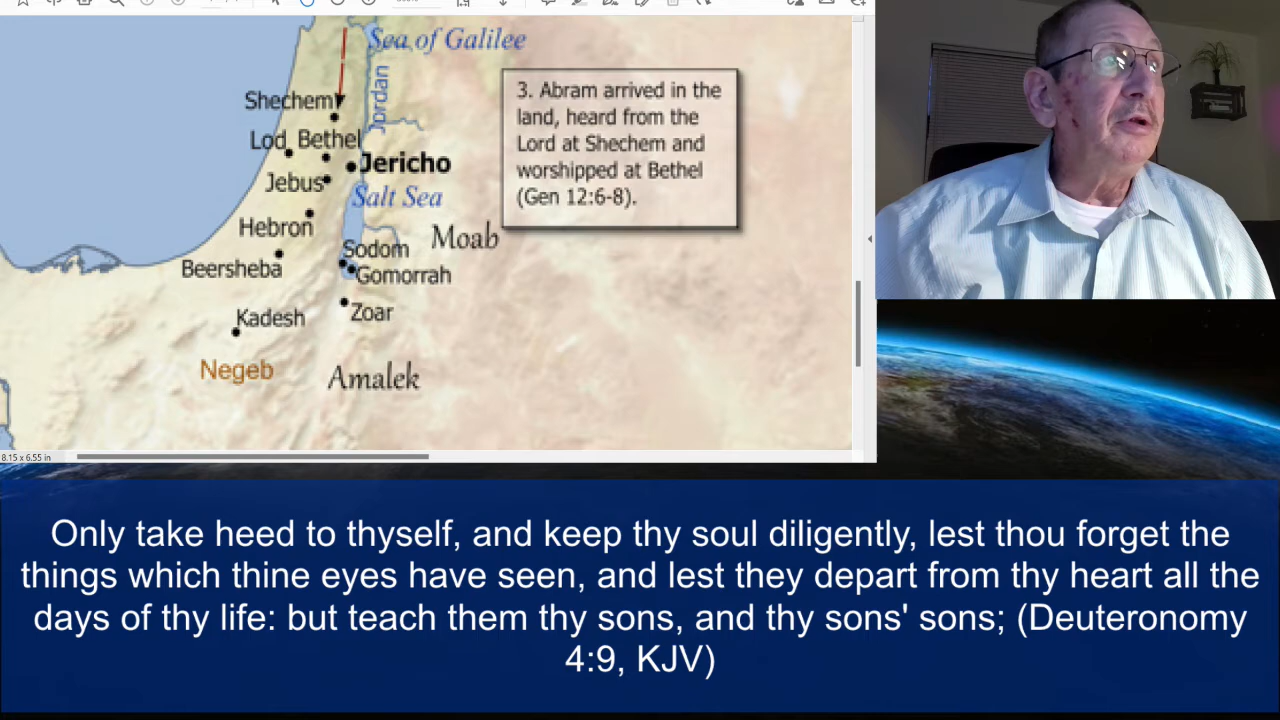 Sea of Galilee
Jordan
Shechem
Lod Bethel
Jericho
Jebus
Salt Sea
Hebron
Moab
Sodom
Beersheba
Gomorrah
Zoar
Kadesh
Negeb
Amalek
3. Abram arrived in the
land, heard from the
Lord at Shechem and
worshipped at Bethel
(Gen 12:6-8).
8.15 x 6.55 in
Only take heed to thyself, and keep thy soul diligently, lest thou forget the
things which thine eyes have seen, and lest they depart from thy heart all the
days of thy life: but teach them thy sons, and thy sons' sons; (Deuteronomy
4:9, KJV)